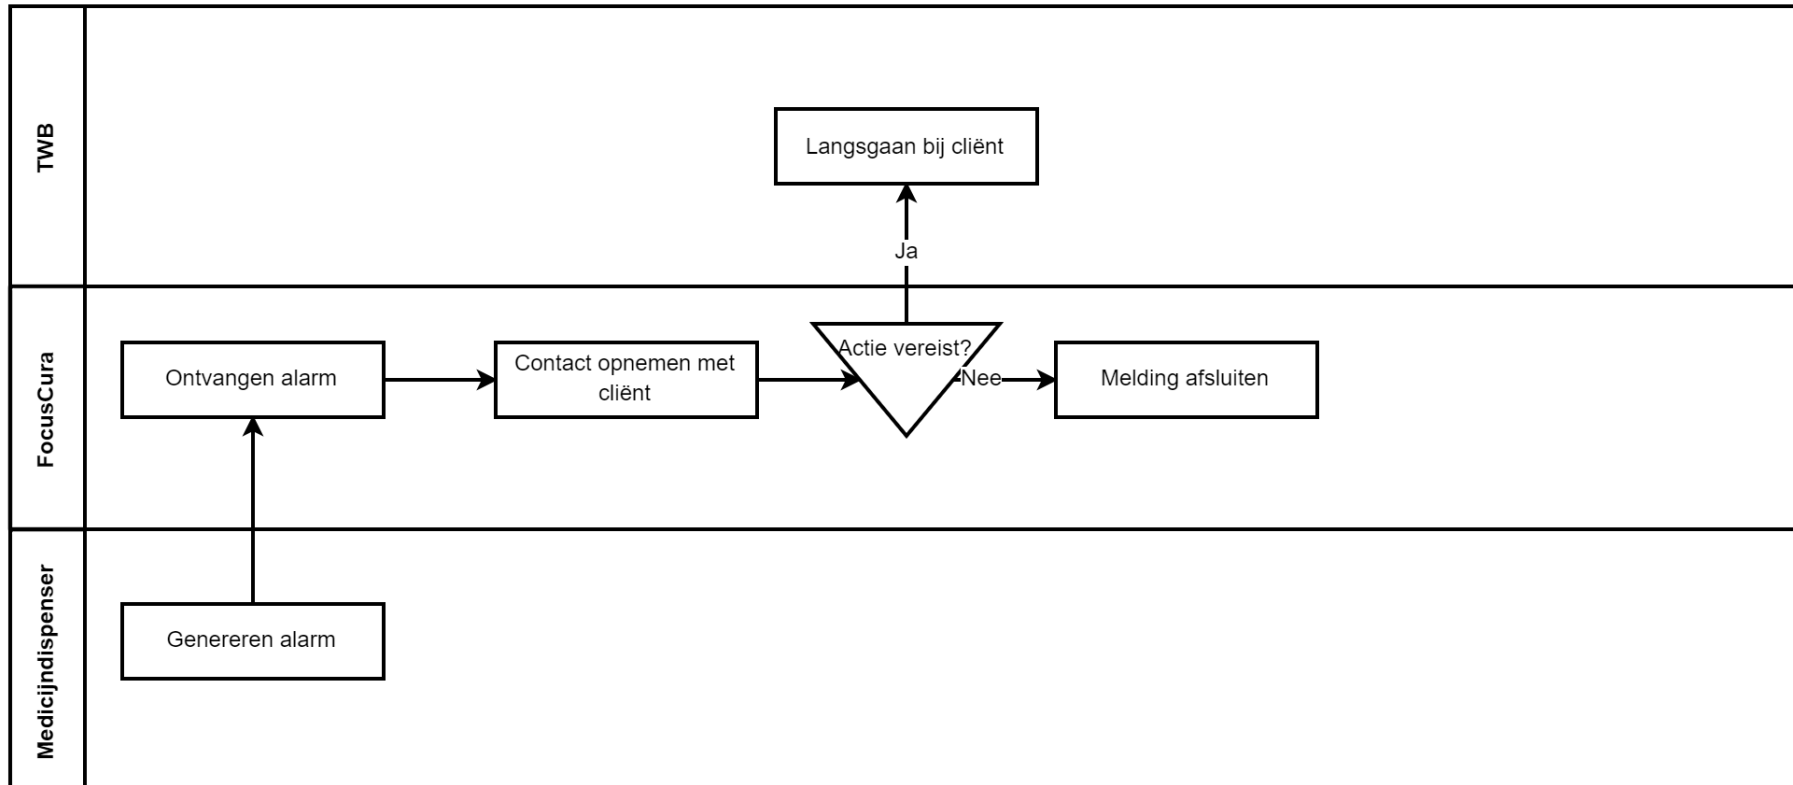 TWB
Langsgaan bij cliënt
Ja
FocusCura
Ontvangen alarm
Contact opnemen met
cliënt
Actie vereist?
Nee
Melding afsluiten
Medicijndispenser
Genereren alarm